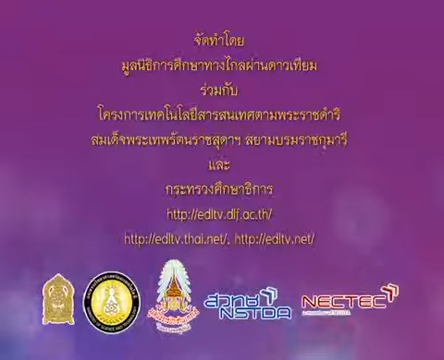 จัดทำโดย
มูลนิธิการศึกษาทางไกลผ่านดาวเทียม
ร่วมกับ
โครงการเทคโนโลยีสารสนเทศตามพระราชดำริ
สมเด็จพระเทพรัตนราชสุดาฯ สยามบรมราชกุมารี
และ
กระทรวงศึกษาธิการ
http://edltv.dlf.ac.th/
http://edltv.thai.net/, http://edltv.net/
สวทช
NSTDA
NECTEC